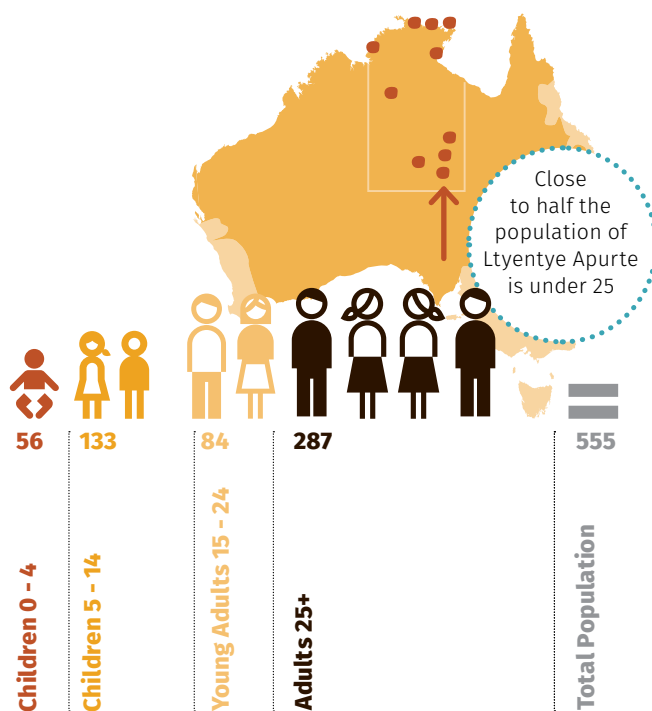 Close
to half the
population of
Ltyentye Apurte
is under 25
56
133
84
287
555
Children 0 - 4
Children 5 - 14
Young Adults 15 - 24
Adults 25+
Total Population